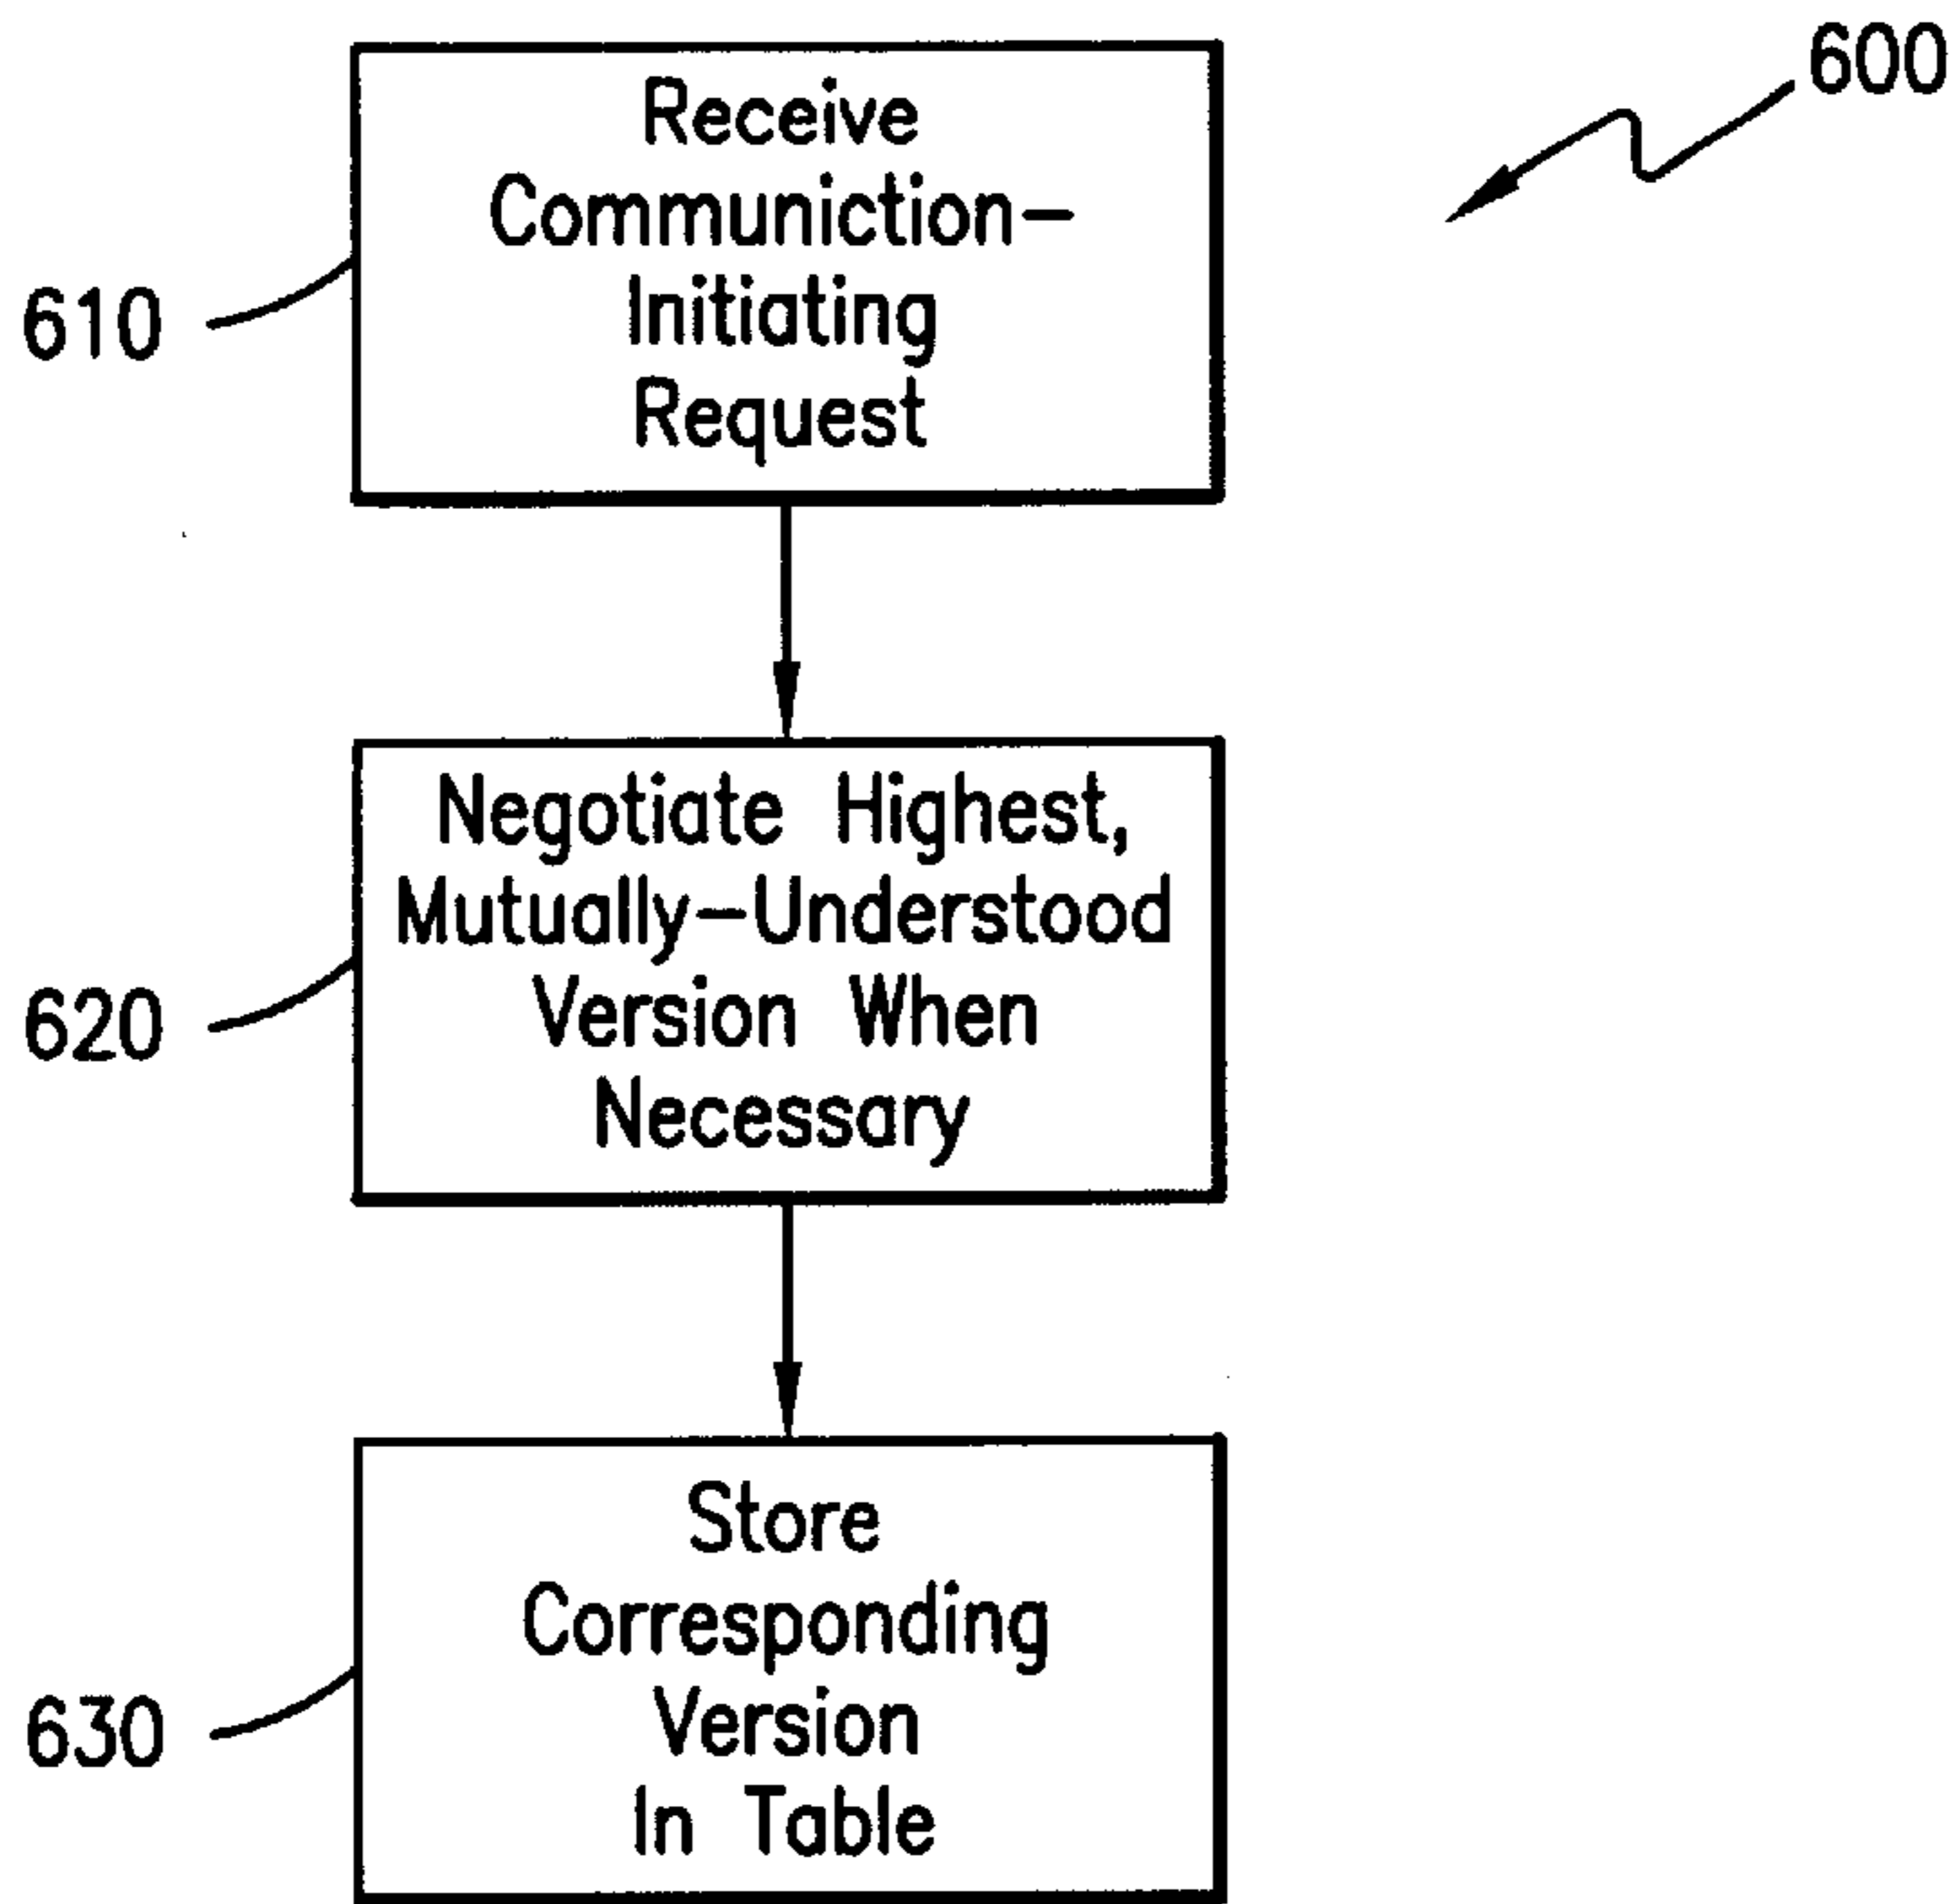 600
Receive
Communiction-
Initiating
Request
610
Negotiate Highest,
Mutually-Understood
Version When
Necessary
620
Store
Corresponding
Version
In Table
630